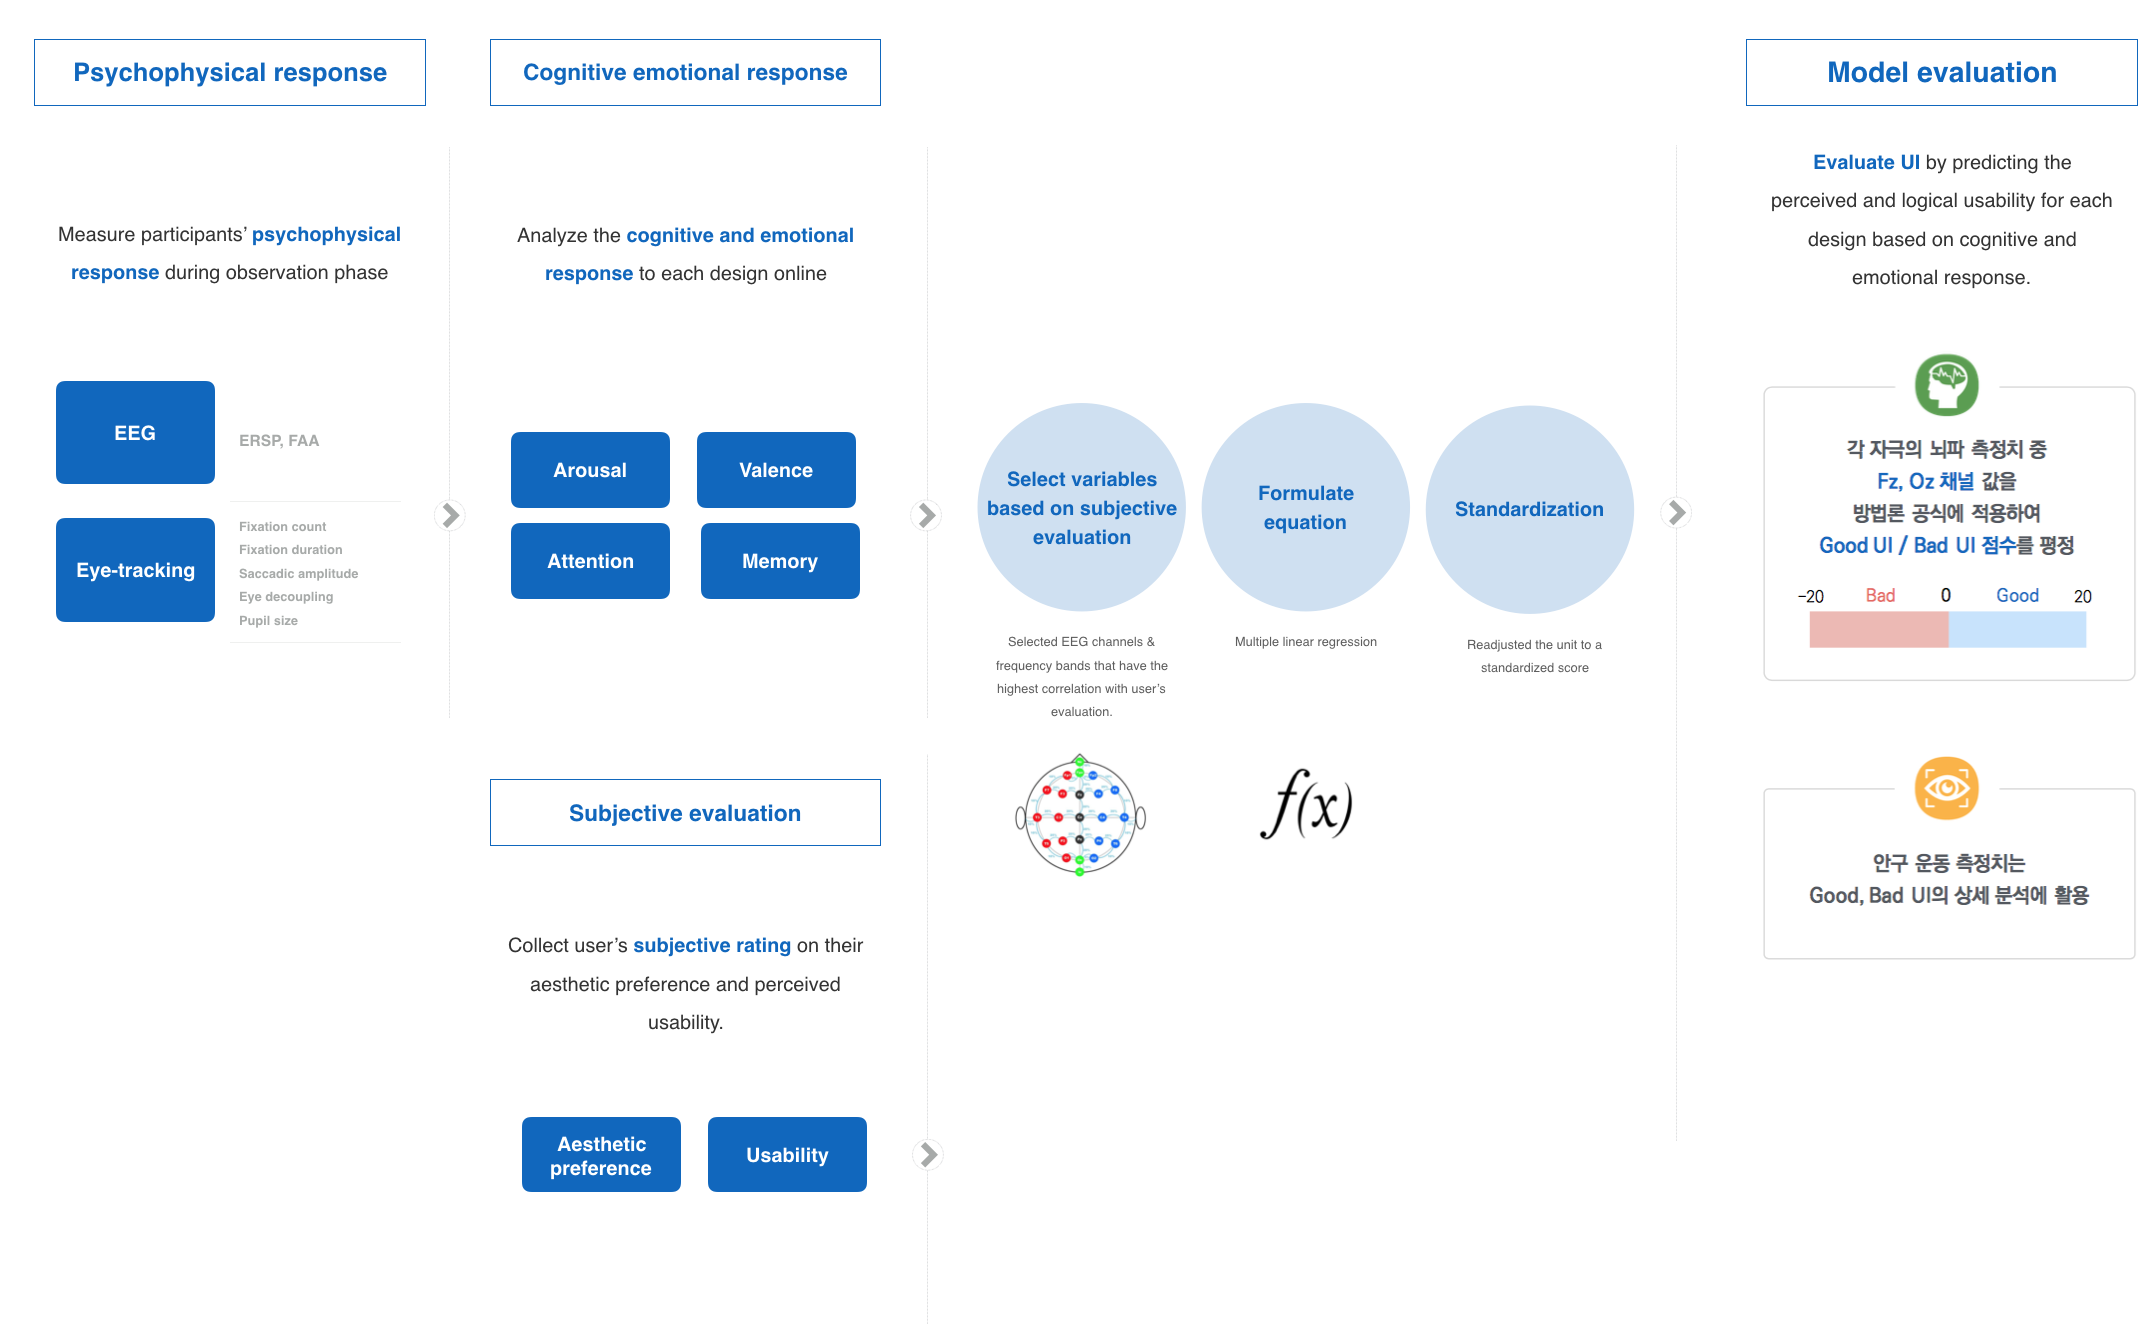 Psychophysical response
Measure participants’ psychophysical
response during observation phase
EEG
ERSP, FAA
Eye-tracking
Fixation count
Fixation duration
Saccadic amplitude
Eye decoupling
Pupil size
Cognitive emotional response
Analyze the cognitive and emotional
response to each design online
Arousal
Valence
Attention
Memory
Subjective evaluation
Collect user’s subjective rating on their
aesthetic preference and perceived
usability.
Aesthetic
preference
Usability
Select variables
based on subjective
evaluation
Selected EEG channels &
frequency bands that have the
highest correlation with user’s
evaluation.
Formulate
equation
Multiple linear regression
f(x)
Standardization
Readjusted the unit to a
standardized score
Model evaluation
Evaluate UI by predicting the
perceived and logical usability for each
design based on cognitive and
emotional response.
각 자극의 뇌파 측정치 중
Fz, Oz 채널 값을
방법론 공식에 적용하여
Good UI / Bad UI 점수를 평정
−20 Bad 0 Good 20
안구 운동 측정치는
Good, Bad UI의 상세 분석에 활용